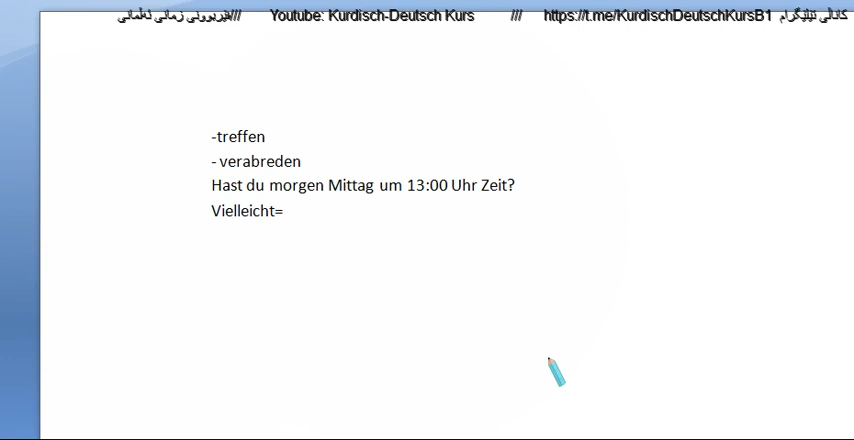 فێربوونی زمانی ئەڵمانی/// Youtube: Kurdisch-Deutsch Kurs /// https://t.me/KurdischDeutschKursB1 کانالی تێلێگرام
-treffen
- verabreden
Hast du morgen Mittag um 13:00 Uhr Zeit?
Vielleicht=